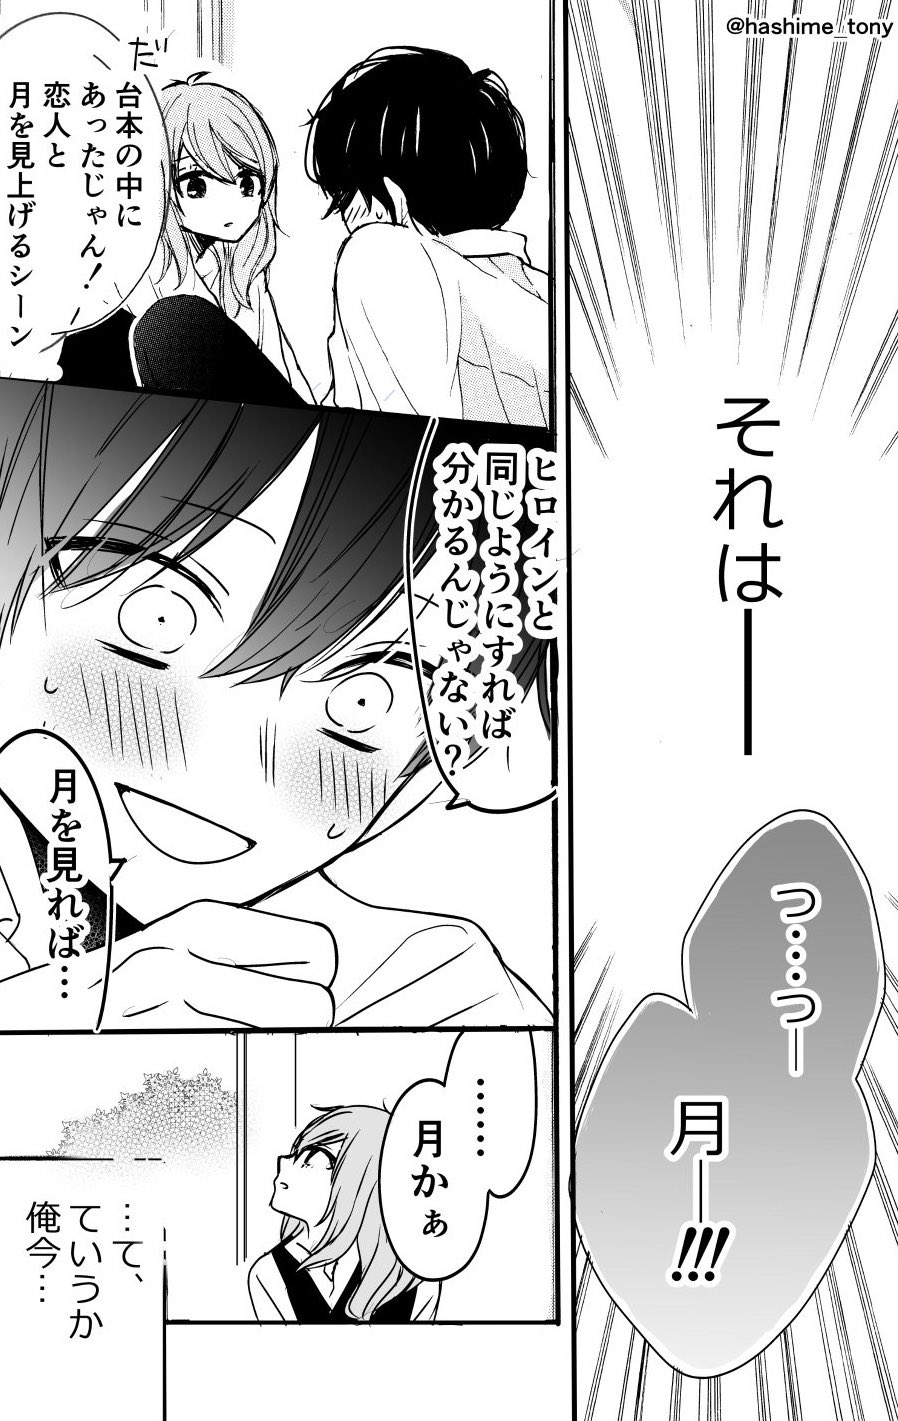 @hashime_tony
それは――
つ…つ―
月―!!!
だ
台本の中に
あったじゃん!
恋人と
月を見上げるシーン
ヒロインと
同じようにすれば―
分かるんじゃない?
月を見れば…
……
月かぁ
…て、
ていうか
俺今…